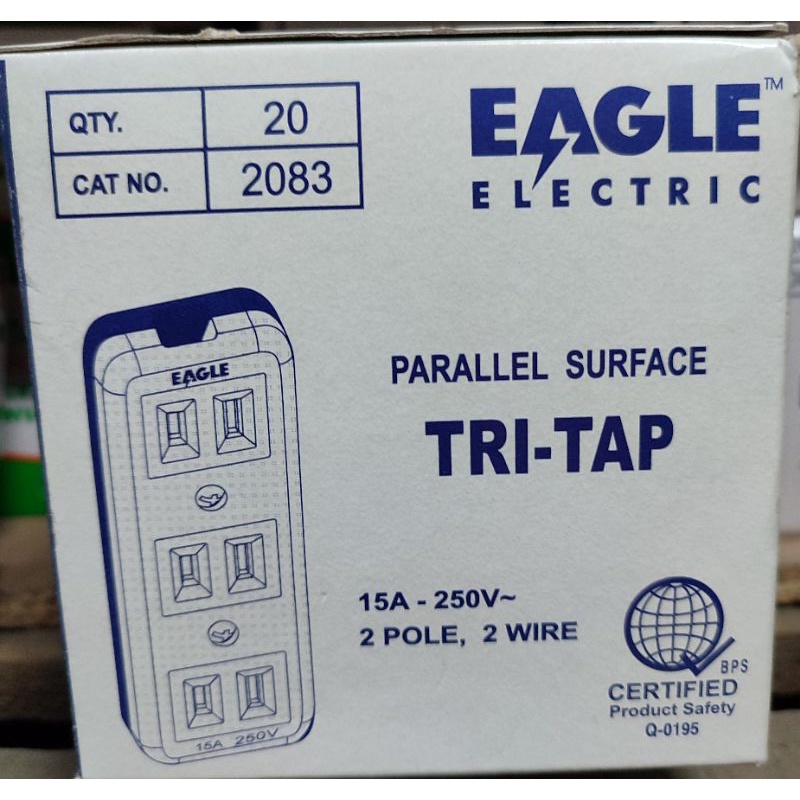 QTY. 20
CAT NO. 2083
EAGLE™
ELECTRIC
EAGLE
15A 250V
PARALLEL SURFACE
TRI-TAP
15A - 250V~
2 POLE, 2 WIRE
BPS
CERTIFIED
Product Safety
Q-0195